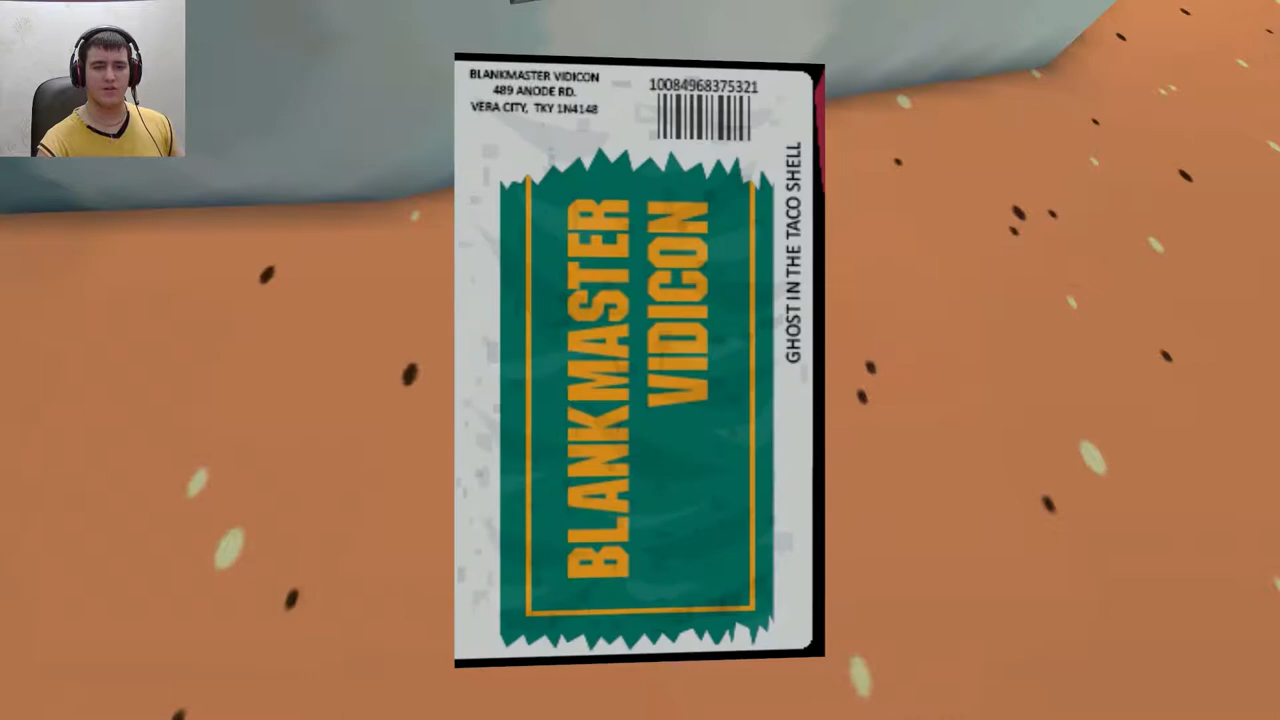 BLANKMASTER VIDICON
489 ANODE RD.
VERA CITY, TKY 1N4148
10084968375321
BLANKMASTER
VIDICON
GHOST IN THE TACO SHELL